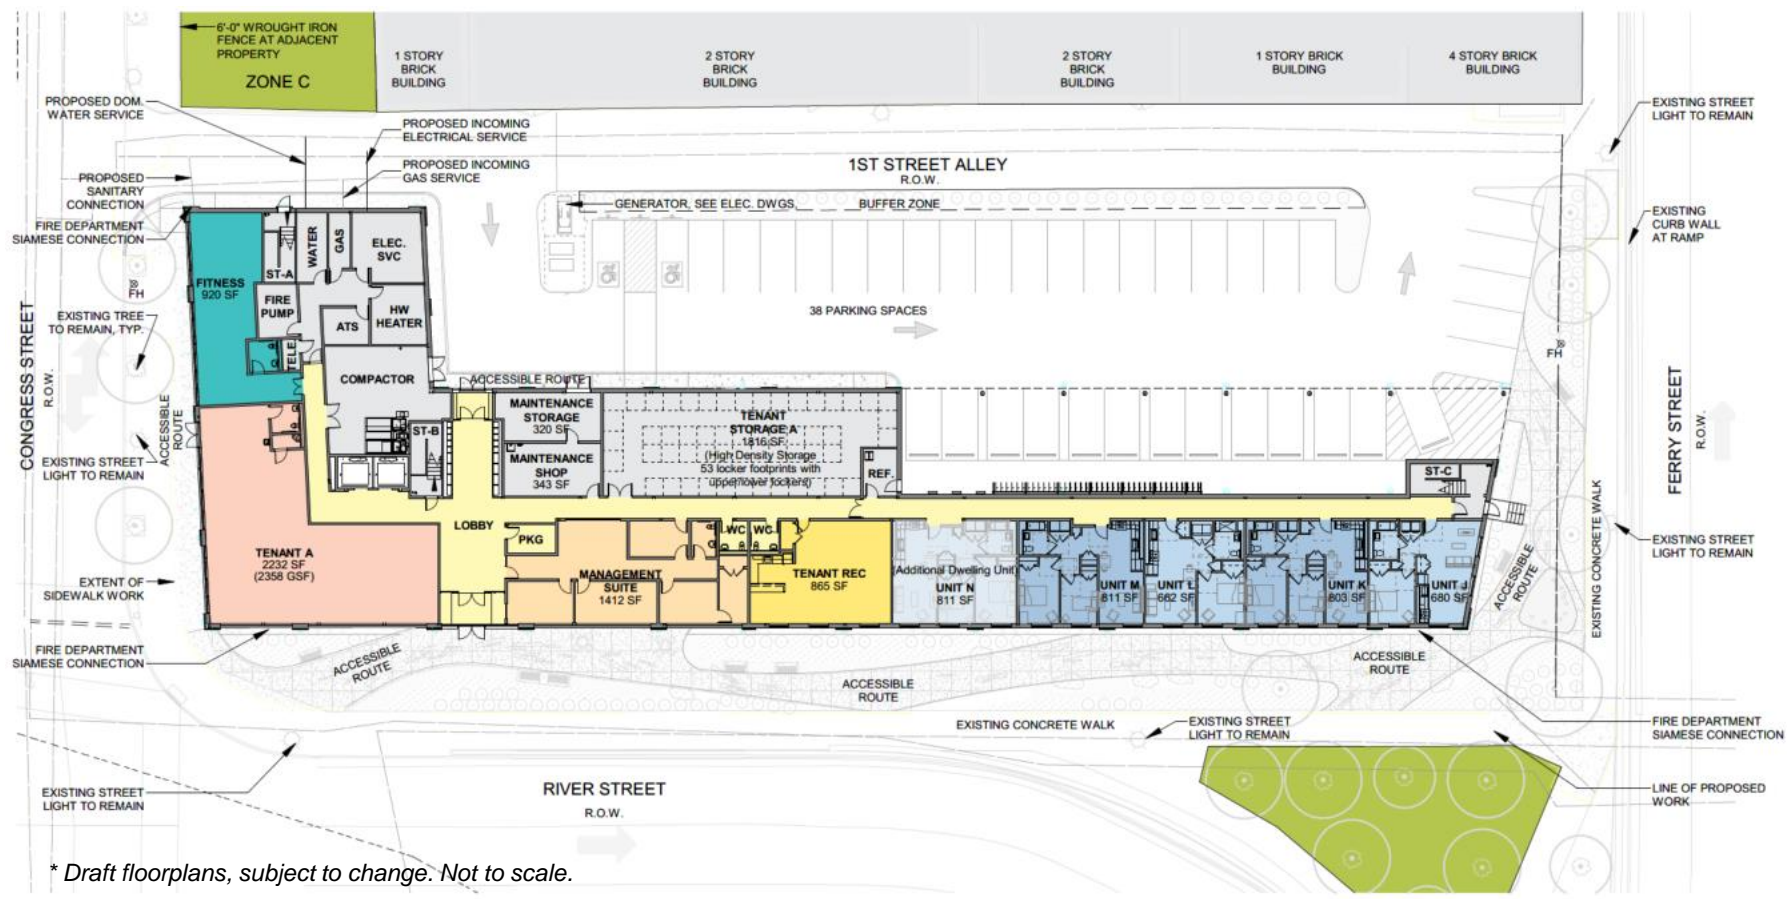 6'-0" WROUGHT IRON
FENCE AT ADJACENT
PROPERTY
ZONE C
1 STORY
BRICK
BUILDING
2 STORY
BRICK
BUILDING
2 STORY
BRICK
BUILDING
1 STORY BRICK
BUILDING
4 STORY BRICK
BUILDING
PROPOSED DOM.
WATER SERVICE
PROPOSED INCOMING
ELECTRICAL SERVICE
PROPOSED INCOMING
GAS SERVICE
EXISTING STREET
LIGHT TO REMAIN
1ST STREET ALLEY
R.O.W.
PROPOSED
SANITARY
CONNECTION
GENERATOR, SEE ELEC. DWGS.
BUFFER ZONE
FIRE DEPARTMENT
SIAMESE CONNECTION
EXISTING
CURB WALL
AT RAMP
WATER
GAS
ELEC.
SVC
ST-A
FITNESS
920 SF
FH
FIRE
PUMP
HW
HEATER
ATS
TELE.
38 PARKING SPACES
EXISTING TREE
TO REMAIN, TYP.
CONGRESS STREET
R.O.W.
FH
COMPACTOR
ACCESSIBLE ROUTE
ACCESSIBLE
ROUTE
MAINTENANCE
STORAGE
320 SF
TENANT
STORAGE A
1816 SF
(High Density Storage
53 locker footprints with
upper/lower lockers)
ST-B
MAINTENANCE
SHOP
343 SF
REF.
ST-C
FERRY STREET
R.O.W.
EXISTING STREET
LIGHT TO REMAIN
EXISTING CONCRETE WALK
LOBBY
PKG
WC
WC
TENANT A
2232 SF
(2358 GSF)
MANAGEMENT
SUITE
1412 SF
TENANT REC
865 SF
(Additional Dwelling Unit)
UNIT N
811 SF
UNIT M
811 SF
UNIT L
662 SF
UNIT K
803 SF
UNIT J
680 SF
EXISTING STREET
LIGHT TO REMAIN
ACCESSIBLE
ROUTE
EXTENT OF
SIDEWALK WORK
FIRE DEPARTMENT
SIAMESE CONNECTION
ACCESSIBLE
ROUTE
ACCESSIBLE
ROUTE
ACCESSIBLE
ROUTE
EXISTING CONCRETE WALK
EXISTING STREET
LIGHT TO REMAIN
FIRE DEPARTMENT
SIAMESE CONNECTION
EXISTING STREET
LIGHT TO REMAIN
RIVER STREET
R.O.W.
LINE OF PROPOSED
WORK
* Draft floorplans, subject to change. Not to scale.